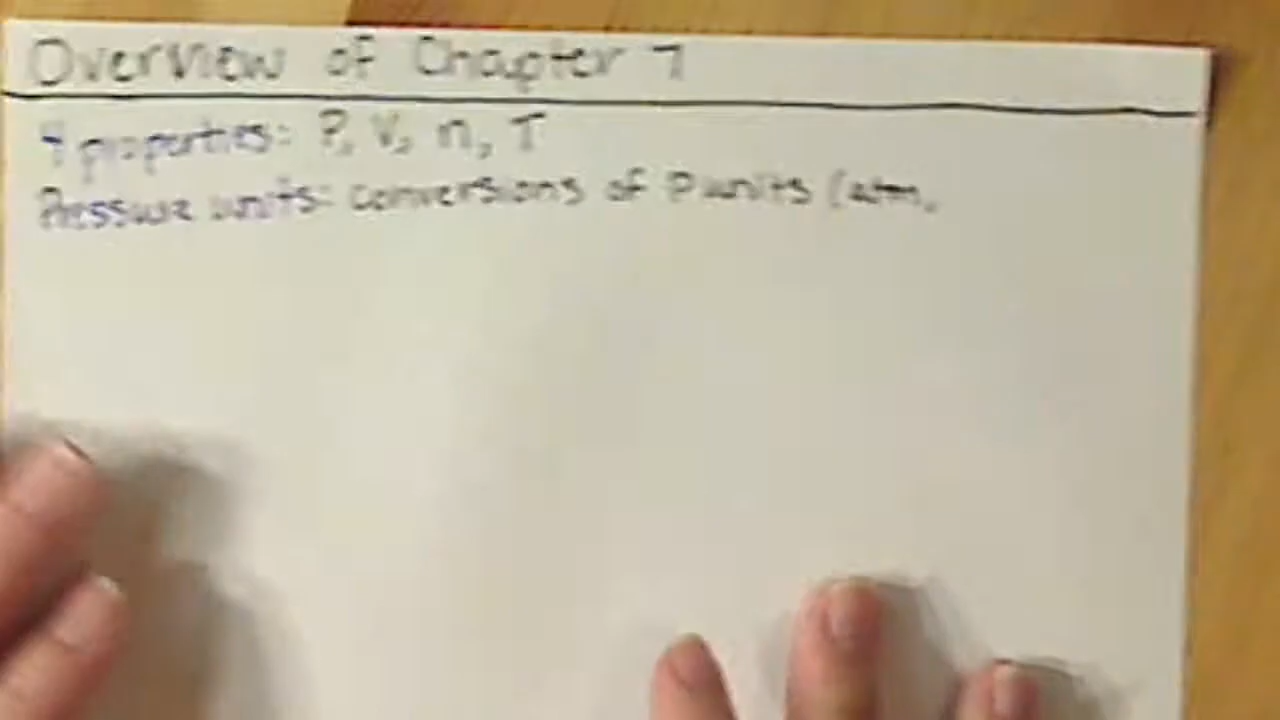 Overview of Chapter 7
4 properties: P, V, n, T
Pressure units: conversions of P units (atm,